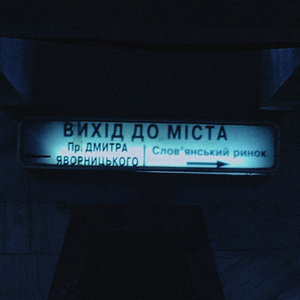 ВИХІД ДО МІСТА
Пр. ДМИТРА
ЯВОРНИЦЬКОГО
Слов'янський ринок